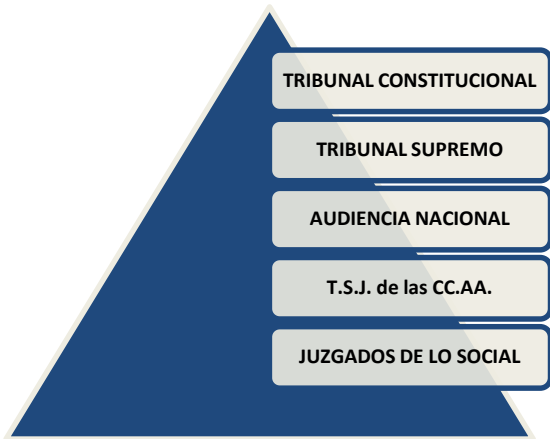 TRIBUNAL CONSTITUCIONAL
TRIBUNAL SUPREMO
AUDIENCIA NACIONAL
T.S.J. de las CC.AA.
JUZGADOS DE LO SOCIAL